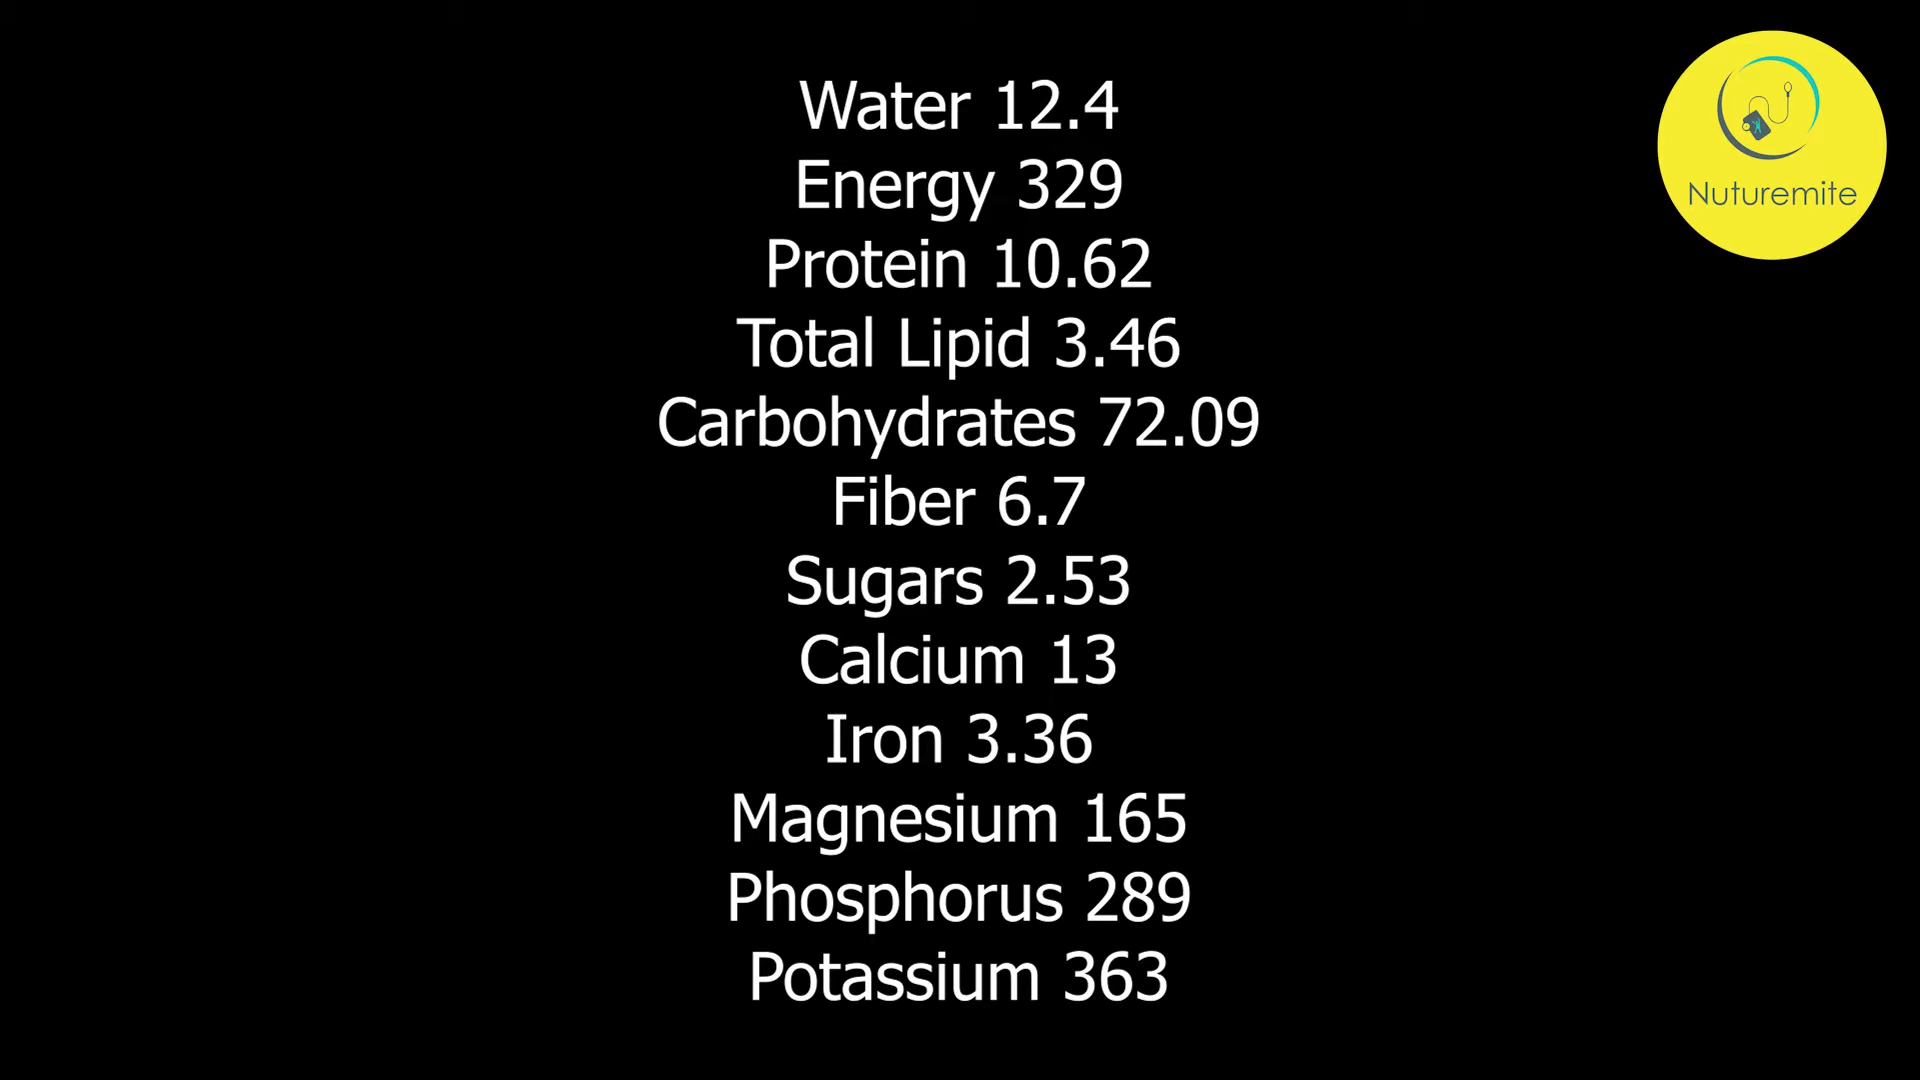 Water 12.4
Energy 329
Protein 10.62
Total Lipid 3.46
Carbohydrates 72.09
Fiber 6.7
Sugars 2.53
Calcium 13
Iron 3.36
Magnesium 165
Phosphorus 289
Potassium 363
Nuturemite